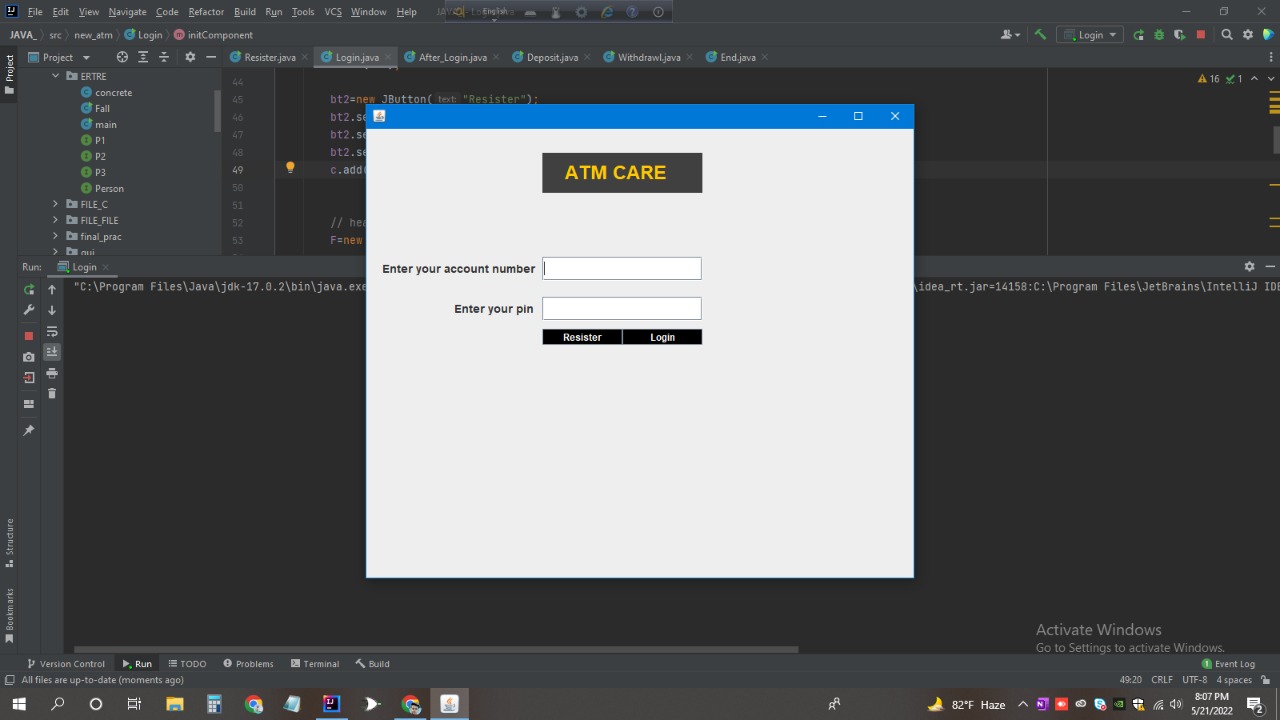 File Edit View Navigate Code Refactor Build Run Tools VCS Window Help
English
JAVA_ src new_atm Login initComponent
Login
Project
Resister.java Login.java After_Login.java Deposit.java Withdrawl.java End.java
16 1
Project
ERTRE
concrete
Fall
main
P1
P2
P3
Person
FILE_C
FILE_FILE
final_prac
gui
44
45 bt2=new JButton( text: "Resister");
46 bt2.se
47 bt2.se
48 bt2.se
49 c.add(
50
51
52 // hea
53 F=new
ATM CARE
Enter your account number
Enter your pin
Resister Login
Run: Login
"C:\Program Files\Java\jdk-17.0.2\bin\java.exe
\idea_rt.jar=14158:C:\Program Files\JetBrains\IntelliJ IDE
Structure
Bookmarks
Activate Windows
Go to Settings to activate Windows.
Version Control Run TODO Problems Terminal Build Event Log
1
All files are up-to-date (moments ago) 49:20 CRLF UTF-8 4 spaces
82°F Haze
8:07 PM
5/21/2022
2